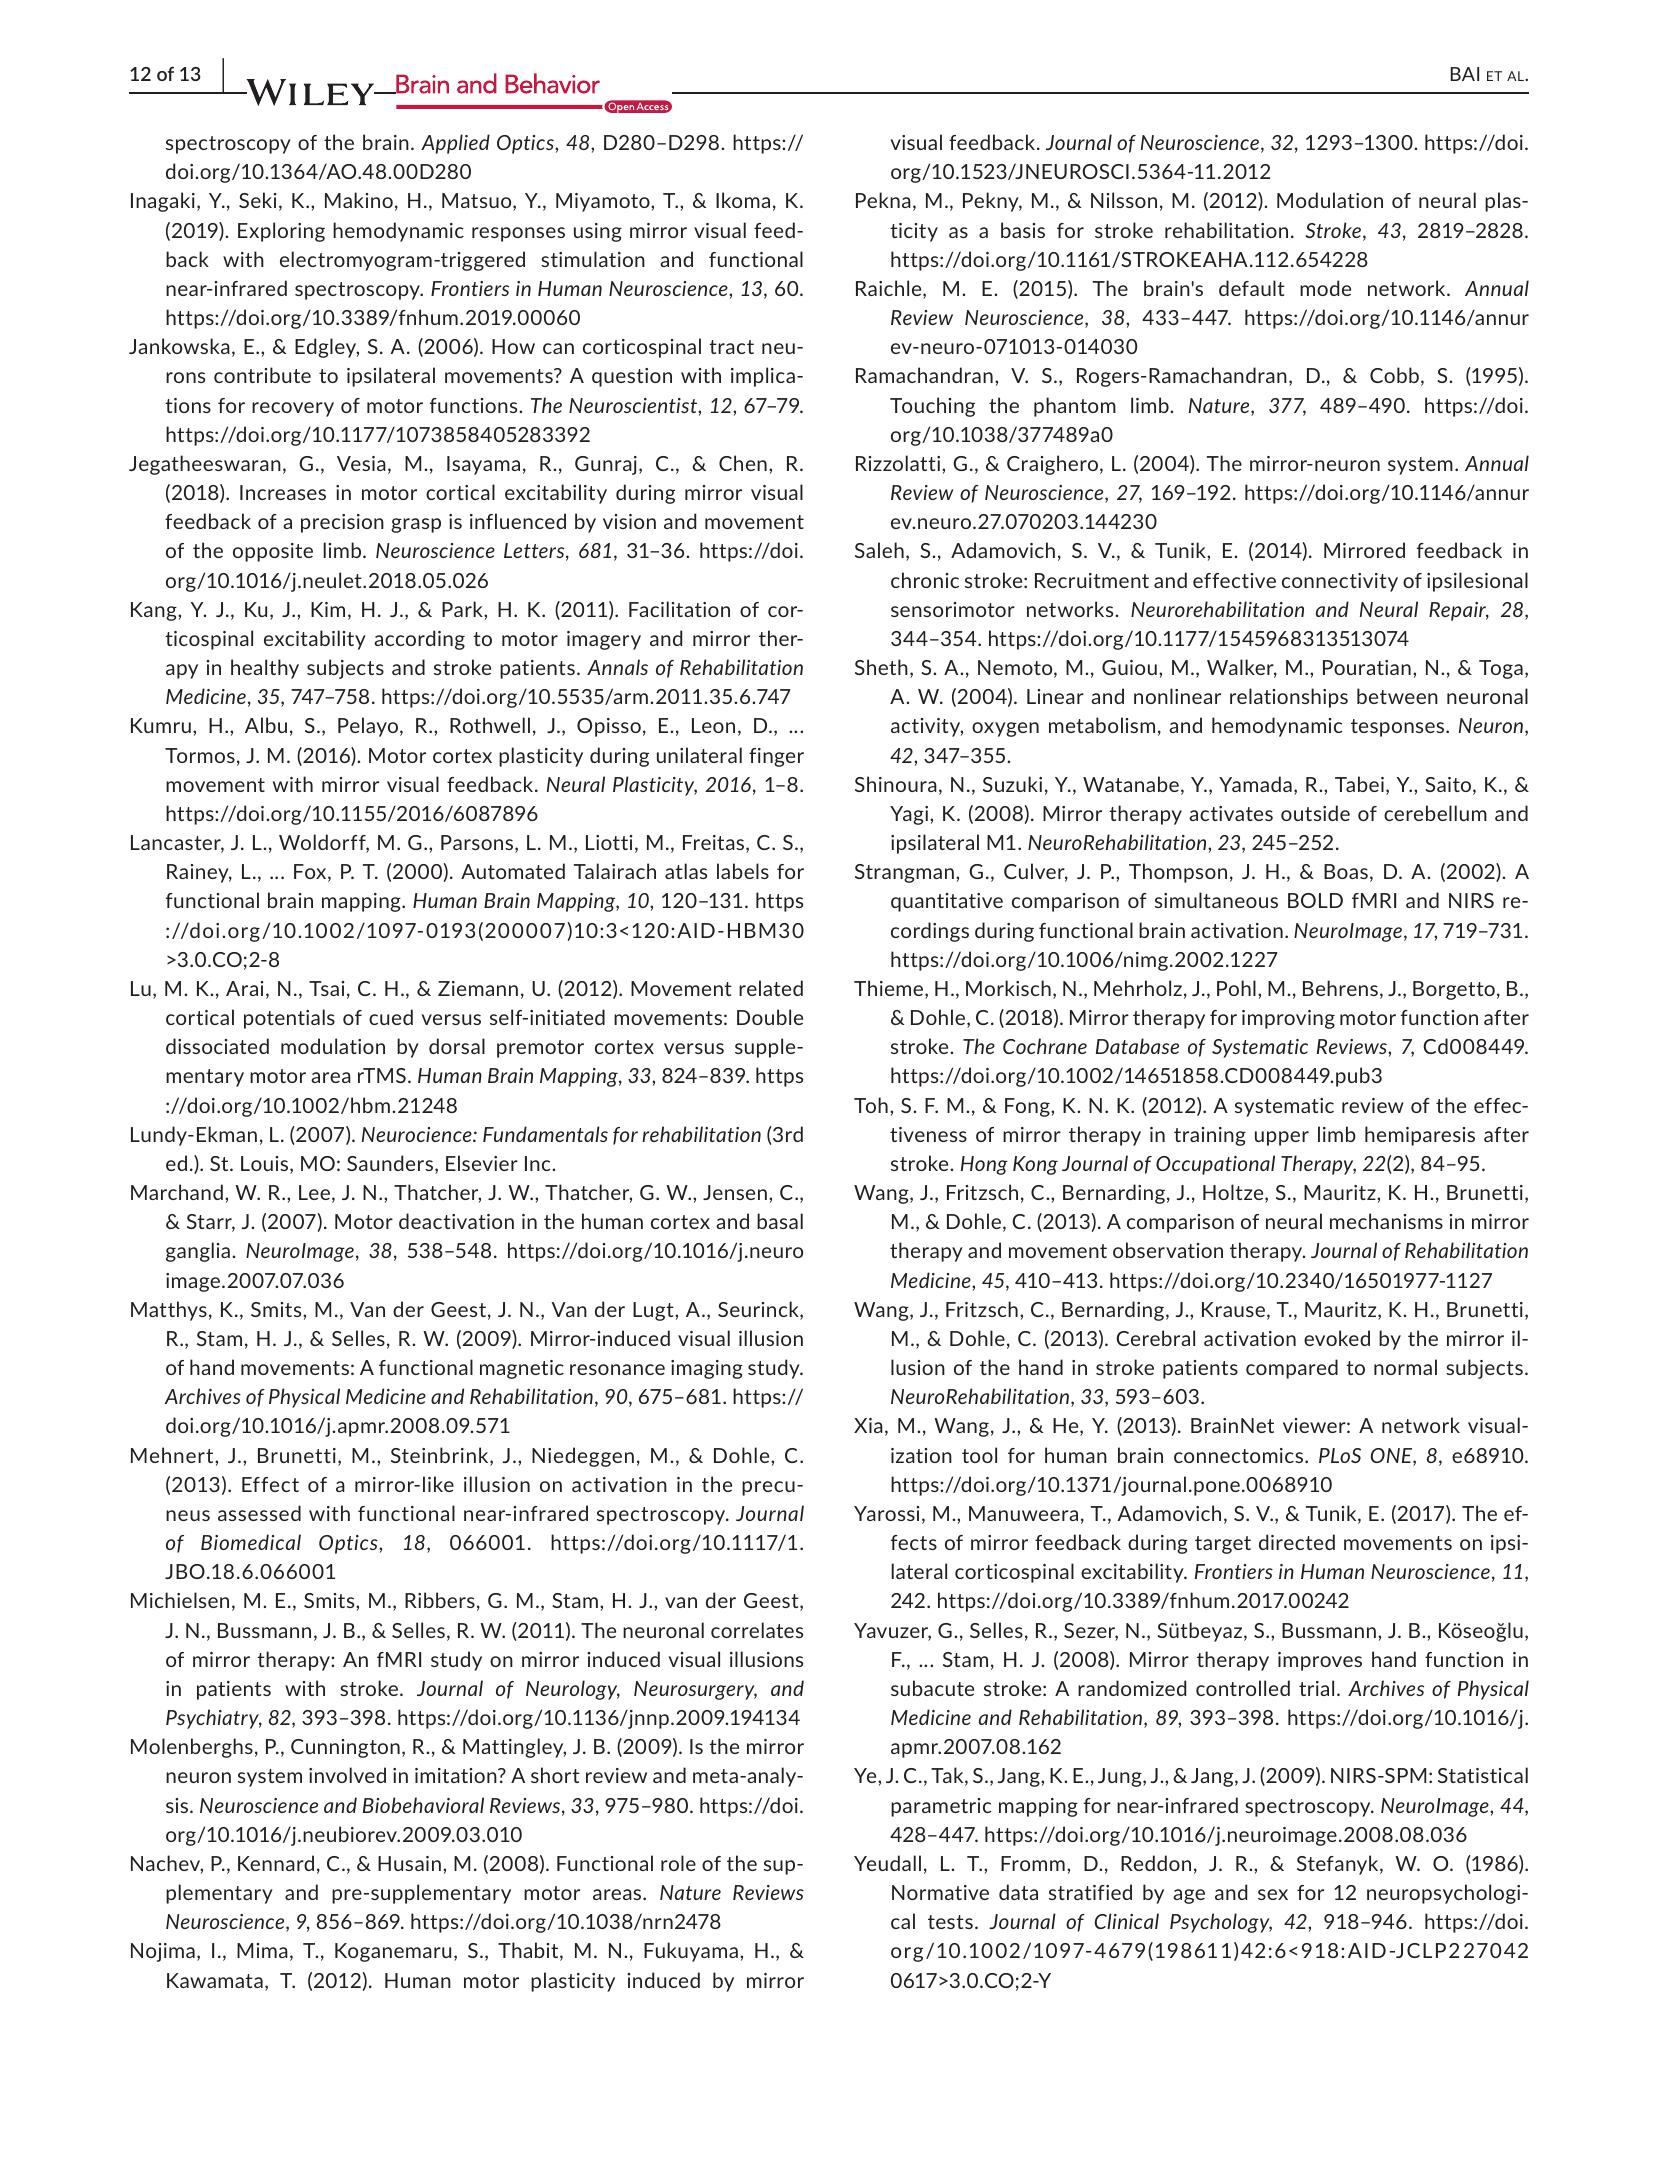 12 of 13
WILEY
Brain and Behavior
Open Access
BAI ET AL.
spectroscopy of the brain. Applied Optics, 48, D280–D298. https://
doi.org/10.1364/AO.48.00D280
Inagaki, Y., Seki, K., Makino, H., Matsuo, Y., Miyamoto, T., & Ikoma, K.
(2019). Exploring hemodynamic responses using mirror visual feed-
back with electromyogram-triggered stimulation and functional
near-infrared spectroscopy. Frontiers in Human Neuroscience, 13, 60.
https://doi.org/10.3389/fnhum.2019.00060
Jankowska, E., & Edgley, S. A. (2006). How can corticospinal tract neu-
rons contribute to ipsilateral movements? A question with implica-
tions for recovery of motor functions. The Neuroscientist, 12, 67–79.
https://doi.org/10.1177/1073858405283392
Jegatheeswaran, G., Vesia, M., Isayama, R., Gunraj, C., & Chen, R.
(2018). Increases in motor cortical excitability during mirror visual
feedback of a precision grasp is influenced by vision and movement
of the opposite limb. Neuroscience Letters, 681, 31–36. https://doi.
org/10.1016/j.neulet.2018.05.026
Kang, Y. J., Ku, J., Kim, H. J., & Park, H. K. (2011). Facilitation of cor-
ticospinal excitability according to motor imagery and mirror ther-
apy in healthy subjects and stroke patients. Annals of Rehabilitation
Medicine, 35, 747–758. https://doi.org/10.5535/arm.2011.35.6.747
Kumru, H., Albu, S., Pelayo, R., Rothwell, J., Opisso, E., Leon, D., ...
Tormos, J. M. (2016). Motor cortex plasticity during unilateral finger
movement with mirror visual feedback. Neural Plasticity, 2016, 1–8.
https://doi.org/10.1155/2016/6087896
Lancaster, J. L., Woldorff, M. G., Parsons, L. M., Liotti, M., Freitas, C. S.,
Rainey, L., ... Fox, P. T. (2000). Automated Talairach atlas labels for
functional brain mapping. Human Brain Mapping, 10, 120–131. https
://doi.org/10.1002/1097-0193(200007)10:3<120:AID-HBM30
>3.0.CO;2-8
Lu, M. K., Arai, N., Tsai, C. H., & Ziemann, U. (2012). Movement related
cortical potentials of cued versus self-initiated movements: Double
dissociated modulation by dorsal premotor cortex versus supple-
mentary motor area rTMS. Human Brain Mapping, 33, 824–839. https
://doi.org/10.1002/hbm.21248
Lundy-Ekman, L. (2007). Neurocience: Fundamentals for rehabilitation (3rd
ed.). St. Louis, MO: Saunders, Elsevier Inc.
Marchand, W. R., Lee, J. N., Thatcher, J. W., Thatcher, G. W., Jensen, C.,
& Starr, J. (2007). Motor deactivation in the human cortex and basal
ganglia. NeuroImage, 38, 538–548. https://doi.org/10.1016/j.neuro
image.2007.07.036
Matthys, K., Smits, M., Van der Geest, J. N., Van der Lugt, A., Seurinck,
R., Stam, H. J., & Selles, R. W. (2009). Mirror-induced visual illusion
of hand movements: A functional magnetic resonance imaging study.
Archives of Physical Medicine and Rehabilitation, 90, 675–681. https://
doi.org/10.1016/j.apmr.2008.09.571
Mehnert, J., Brunetti, M., Steinbrink, J., Niedeggen, M., & Dohle, C.
(2013). Effect of a mirror-like illusion on activation in the precu-
neus assessed with functional near-infrared spectroscopy. Journal
of Biomedical Optics, 18, 066001. https://doi.org/10.1117/1.
JBO.18.6.066001
Michielsen, M. E., Smits, M., Ribbers, G. M., Stam, H. J., van der Geest,
J. N., Bussmann, J. B., & Selles, R. W. (2011). The neuronal correlates
of mirror therapy: An fMRI study on mirror induced visual illusions
in patients with stroke. Journal of Neurology, Neurosurgery, and
Psychiatry, 82, 393–398. https://doi.org/10.1136/jnnp.2009.194134
Molenberghs, P., Cunnington, R., & Mattingley, J. B. (2009). Is the mirror
neuron system involved in imitation? A short review and meta-analy-
sis. Neuroscience and Biobehavioral Reviews, 33, 975–980. https://doi.
org/10.1016/j.neubiorev.2009.03.010
Nachev, P., Kennard, C., & Husain, M. (2008). Functional role of the sup-
plementary and pre-supplementary motor areas. Nature Reviews
Neuroscience, 9, 856–869. https://doi.org/10.1038/nrn2478
Nojima, I., Mima, T., Koganemaru, S., Thabit, M. N., Fukuyama, H., &
Kawamata, T. (2012). Human motor plasticity induced by mirror
visual feedback. Journal of Neuroscience, 32, 1293–1300. https://doi.
org/10.1523/JNEUROSCI.5364-11.2012
Pekna, M., Pekny, M., & Nilsson, M. (2012). Modulation of neural plas-
ticity as a basis for stroke rehabilitation. Stroke, 43, 2819–2828.
https://doi.org/10.1161/STROKEAHA.112.654228
Raichle, M. E. (2015). The brain's default mode network. Annual
Review Neuroscience, 38, 433–447. https://doi.org/10.1146/annur
ev-neuro-071013-014030
Ramachandran, V. S., Rogers-Ramachandran, D., & Cobb, S. (1995).
Touching the phantom limb. Nature, 377, 489–490. https://doi.
org/10.1038/377489a0
Rizzolatti, G., & Craighero, L. (2004). The mirror-neuron system. Annual
Review of Neuroscience, 27, 169–192. https://doi.org/10.1146/annur
ev.neuro.27.070203.144230
Saleh, S., Adamovich, S. V., & Tunik, E. (2014). Mirrored feedback in
chronic stroke: Recruitment and effective connectivity of ipsilesional
sensorimotor networks. Neurorehabilitation and Neural Repair, 28,
344–354. https://doi.org/10.1177/1545968313513074
Sheth, S. A., Nemoto, M., Guiou, M., Walker, M., Pouratian, N., & Toga,
A. W. (2004). Linear and nonlinear relationships between neuronal
activity, oxygen metabolism, and hemodynamic tesponses. Neuron,
42, 347–355.
Shinoura, N., Suzuki, Y., Watanabe, Y., Yamada, R., Tabei, Y., Saito, K., &
Yagi, K. (2008). Mirror therapy activates outside of cerebellum and
ipsilateral M1. NeuroRehabilitation, 23, 245–252.
Strangman, G., Culver, J. P., Thompson, J. H., & Boas, D. A. (2002). A
quantitative comparison of simultaneous BOLD fMRI and NIRS re-
cordings during functional brain activation. NeuroImage, 17, 719–731.
https://doi.org/10.1006/nimg.2002.1227
Thieme, H., Morkisch, N., Mehrholz, J., Pohl, M., Behrens, J., Borgetto, B.,
& Dohle, C. (2018). Mirror therapy for improving motor function after
stroke. The Cochrane Database of Systematic Reviews, 7, Cd008449.
https://doi.org/10.1002/14651858.CD008449.pub3
Toh, S. F. M., & Fong, K. N. K. (2012). A systematic review of the effec-
tiveness of mirror therapy in training upper limb hemiparesis after
stroke. Hong Kong Journal of Occupational Therapy, 22(2), 84–95.
Wang, J., Fritzsch, C., Bernarding, J., Holtze, S., Mauritz, K. H., Brunetti,
M., & Dohle, C. (2013). A comparison of neural mechanisms in mirror
therapy and movement observation therapy. Journal of Rehabilitation
Medicine, 45, 410–413. https://doi.org/10.2340/16501977-1127
Wang, J., Fritzsch, C., Bernarding, J., Krause, T., Mauritz, K. H., Brunetti,
M., & Dohle, C. (2013). Cerebral activation evoked by the mirror il-
lusion of the hand in stroke patients compared to normal subjects.
NeuroRehabilitation, 33, 593–603.
Xia, M., Wang, J., & He, Y. (2013). BrainNet viewer: A network visual-
ization tool for human brain connectomics. PLoS ONE, 8, e68910.
https://doi.org/10.1371/journal.pone.0068910
Yarossi, M., Manuweera, T., Adamovich, S. V., & Tunik, E. (2017). The ef-
fects of mirror feedback during target directed movements on ipsi-
lateral corticospinal excitability. Frontiers in Human Neuroscience, 11,
242. https://doi.org/10.3389/fnhum.2017.00242
Yavuzer, G., Selles, R., Sezer, N., Sütbeyaz, S., Bussmann, J. B., Köseoğlu,
F., ... Stam, H. J. (2008). Mirror therapy improves hand function in
subacute stroke: A randomized controlled trial. Archives of Physical
Medicine and Rehabilitation, 89, 393–398. https://doi.org/10.1016/j.
apmr.2007.08.162
Ye, J. C., Tak, S., Jang, K. E., Jung, J., & Jang, J. (2009). NIRS-SPM: Statistical
parametric mapping for near-infrared spectroscopy. NeuroImage, 44,
428–447. https://doi.org/10.1016/j.neuroimage.2008.08.036
Yeudall, L. T., Fromm, D., Reddon, J. R., & Stefanyk, W. O. (1986).
Normative data stratified by age and sex for 12 neuropsychologi-
cal tests. Journal of Clinical Psychology, 42, 918–946. https://doi.
org/10.1002/1097-4679(198611)42:6<918:AID-JCLP227042
0617>3.0.CO;2-Y